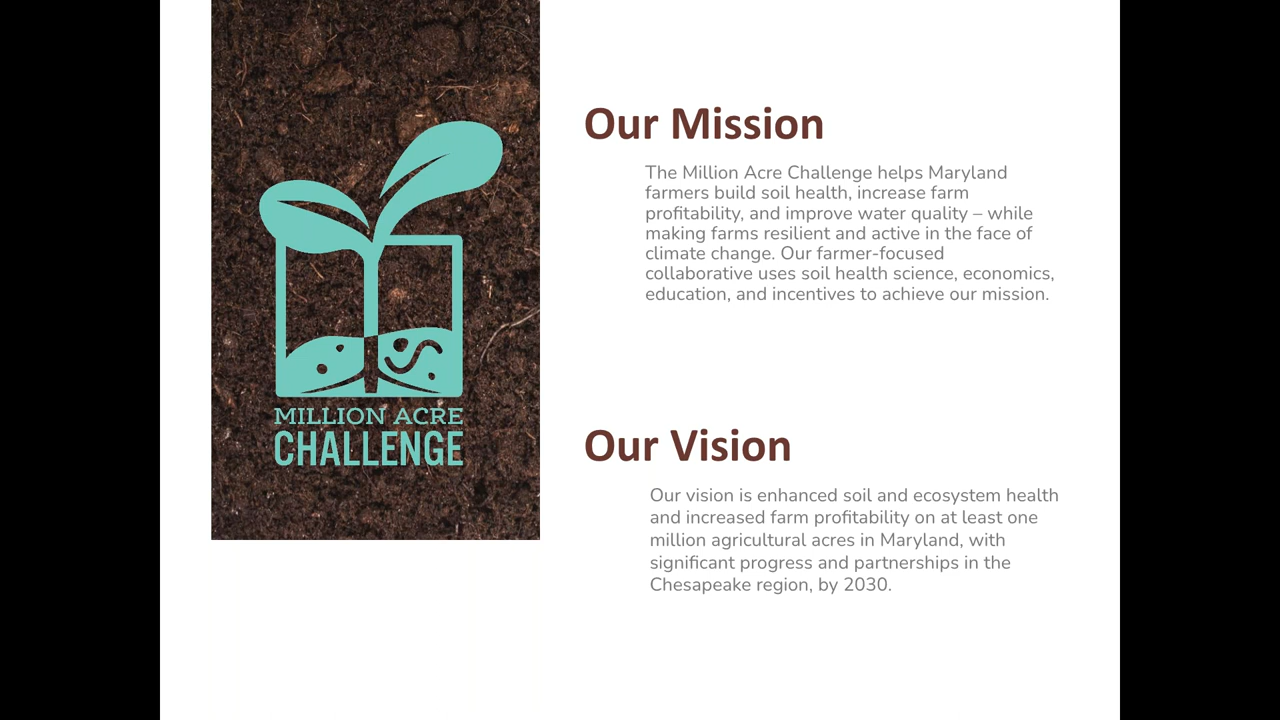 MILLION ACRE
CHALLENGE
Our Mission
The Million Acre Challenge helps Maryland
farmers build soil health, increase farm
profitability, and improve water quality – while
making farms resilient and active in the face of
climate change. Our farmer-focused
collaborative uses soil health science, economics,
education, and incentives to achieve our mission.
Our Vision
Our vision is enhanced soil and ecosystem health
and increased farm profitability on at least one
million agricultural acres in Maryland, with
significant progress and partnerships in the
Chesapeake region, by 2030.